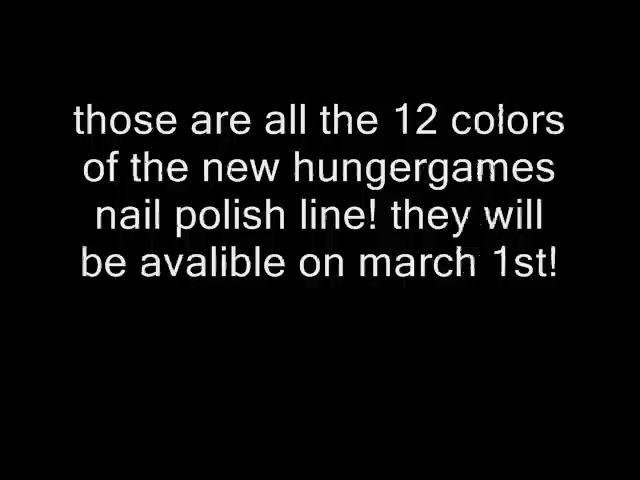 those are all the 12 colors
of the new hungergames
nail polish line! they will
be avalible on march 1st!